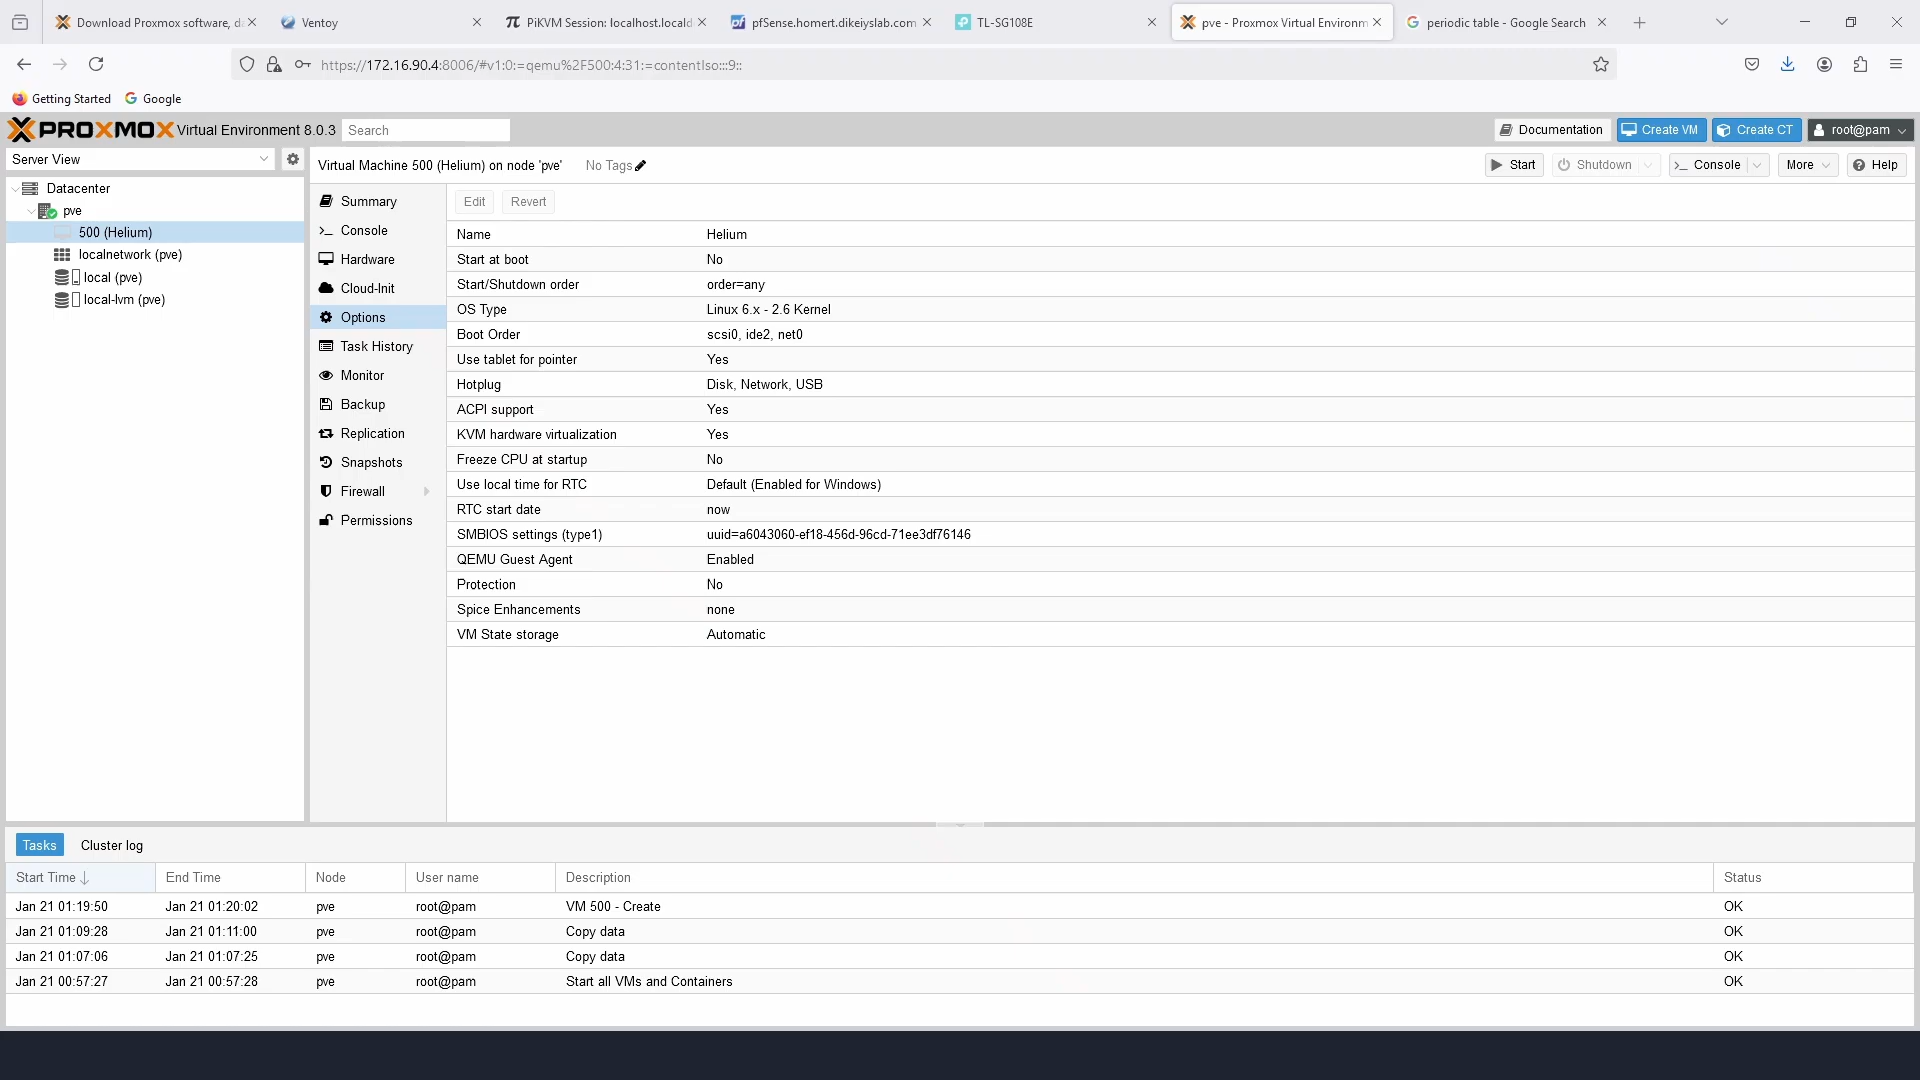 Download Proxmox software, da
Ventoy
PiKVM Session: localhost.locald
pfSense.homert.dikeiyslab.com
TL-SG108E
pve - Proxmox Virtual Environm
periodic table - Google Search
https://172.16.90.4:8006/#v1:0:=qemu%2F500:4:31:=contentIso:::9::
Getting Started
Google
PROXMOX Virtual Environment 8.0.3
Search
Documentation
Create VM
Create CT
root@pam
Server View
Virtual Machine 500 (Helium) on node 'pve'
No Tags
Start
Shutdown
Console
More
Help
Datacenter
pve
500 (Helium)
localnetwork (pve)
local (pve)
local-lvm (pve)
Summary
Console
Hardware
Cloud-Init
Options
Task History
Monitor
Backup
Replication
Snapshots
Firewall
Permissions
Edit
Revert
Name Helium
Start at boot No
Start/Shutdown order order=any
OS Type Linux 6.x - 2.6 Kernel
Boot Order scsi0, ide2, net0
Use tablet for pointer Yes
Hotplug Disk, Network, USB
ACPI support Yes
KVM hardware virtualization Yes
Freeze CPU at startup No
Use local time for RTC Default (Enabled for Windows)
RTC start date now
SMBIOS settings (type1) uuid=a6043060-ef18-456d-96cd-71ee3df76146
QEMU Guest Agent Enabled
Protection No
Spice Enhancements none
VM State storage Automatic
Tasks
Cluster log
Start Time End Time Node User name Description Status
Jan 21 01:19:50 Jan 21 01:20:02 pve root@pam VM 500 - Create OK
Jan 21 01:09:28 Jan 21 01:11:00 pve root@pam Copy data OK
Jan 21 01:07:06 Jan 21 01:07:25 pve root@pam Copy data OK
Jan 21 00:57:27 Jan 21 00:57:28 pve root@pam Start all VMs and Containers OK